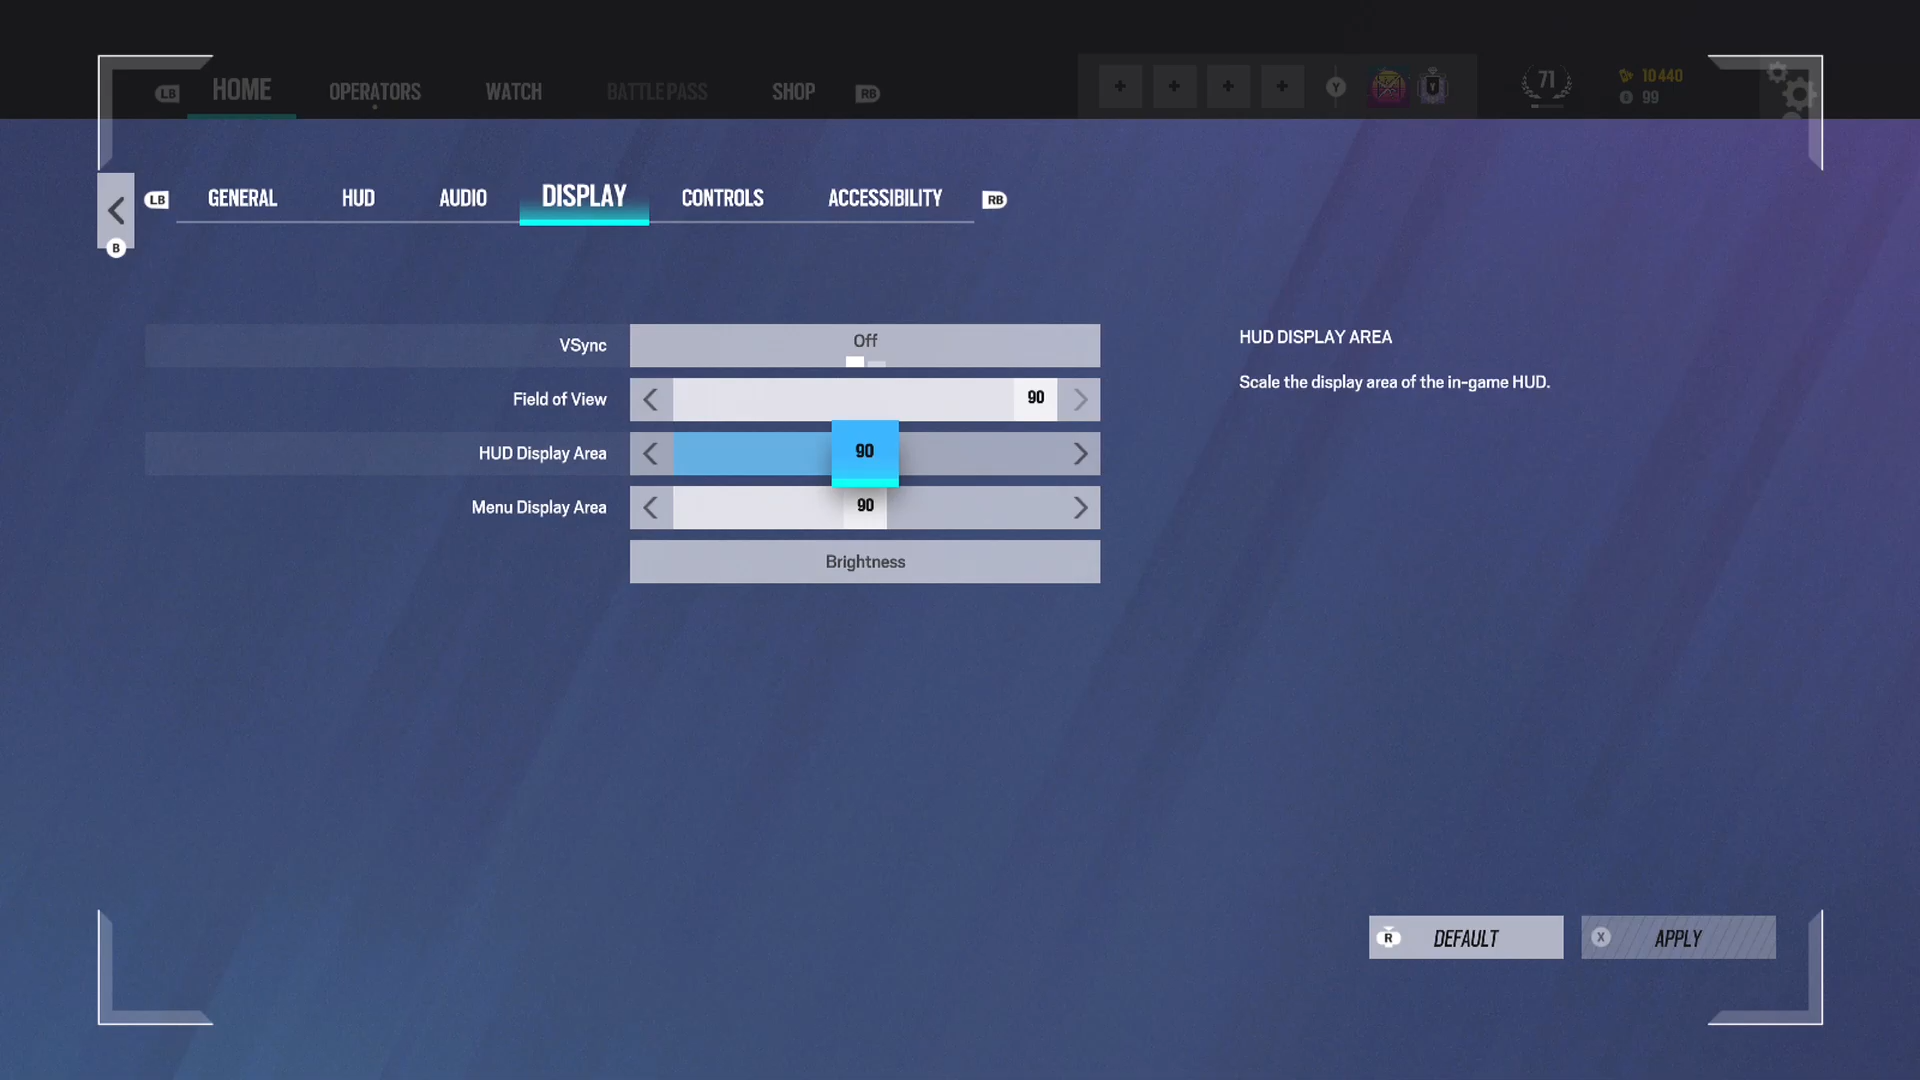 LB HOME OPERATORS WATCH BATTLE PASS SHOP RB
+ + + + Y Y 71 10 440
99
LB GENERAL HUD AUDIO DISPLAY CONTROLS ACCESSIBILITY RB
B
VSync Off
Field of View 90
HUD Display Area 90
Menu Display Area 90
Brightness
HUD DISPLAY AREA
Scale the display area of the in-game HUD.
R DEFAULT X APPLY